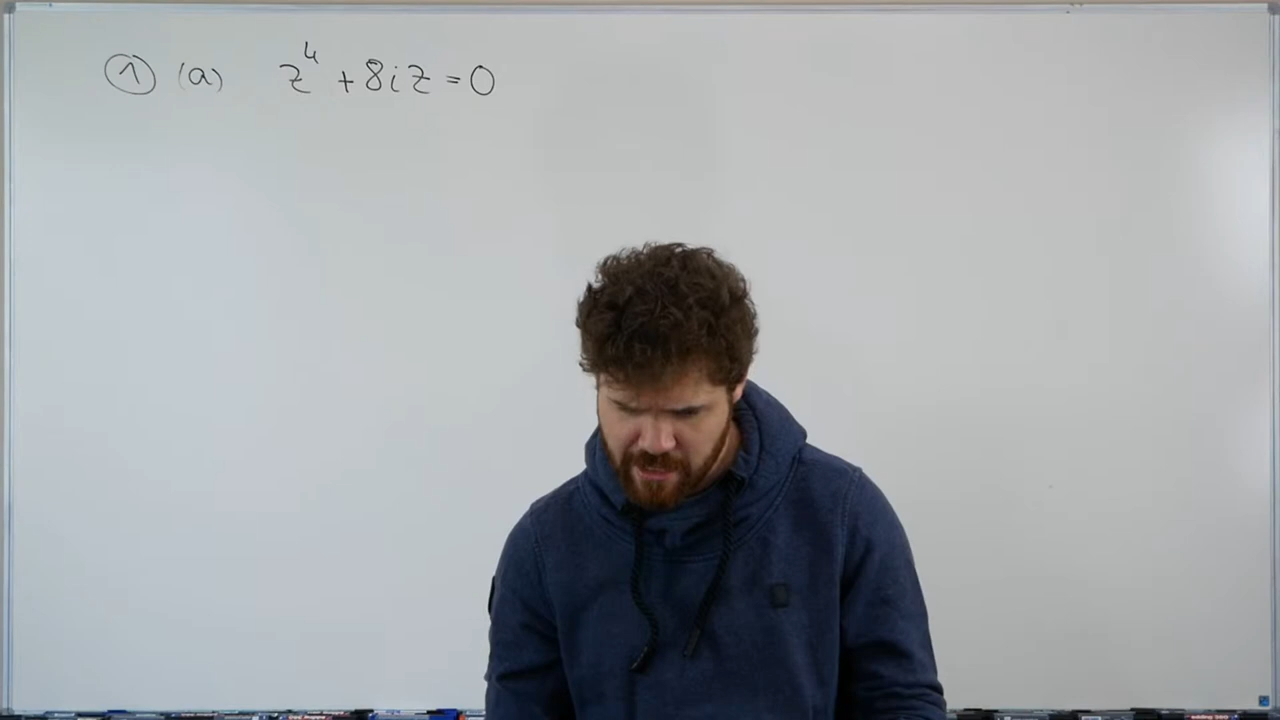 ① (a) z⁴ + 8iz = 0